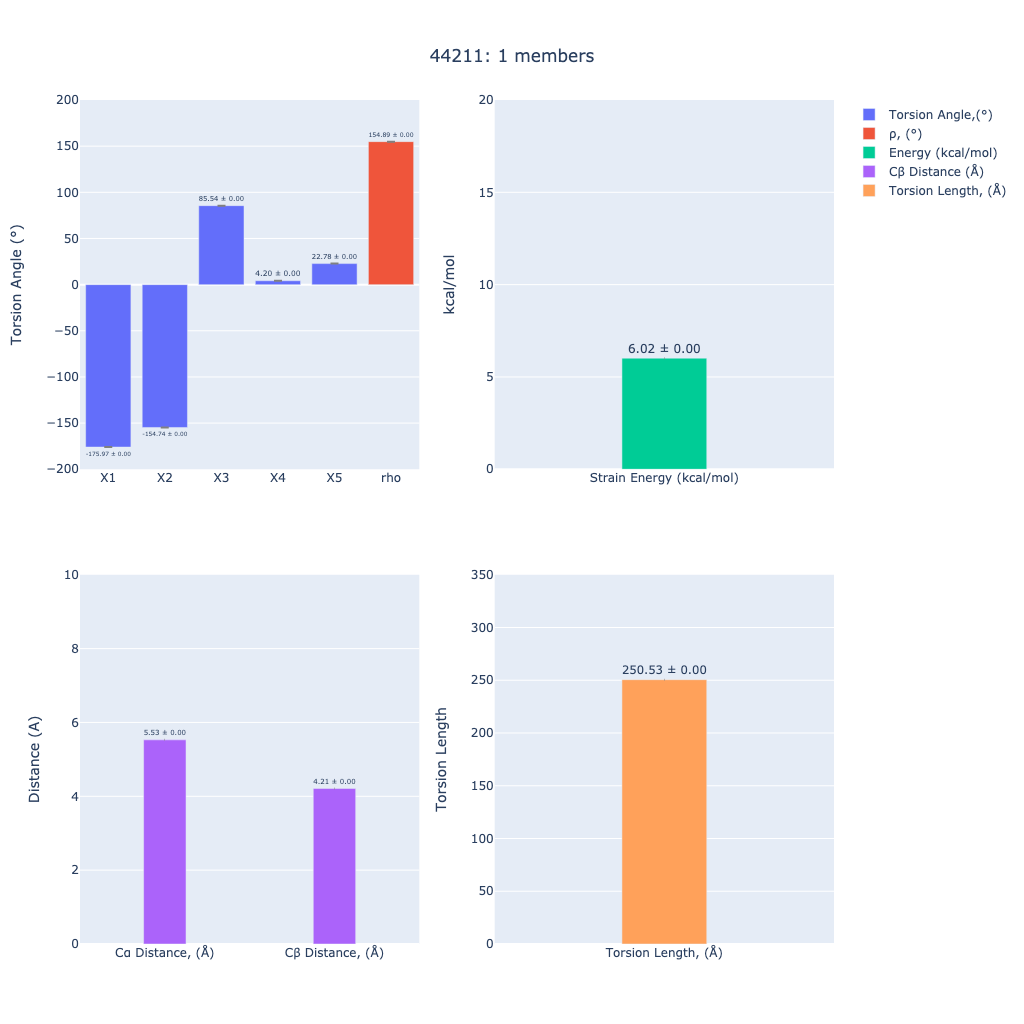 44211: 1 members
Torsion Angle (°)
200
150
100
50
0
−50
−100
−150
−200
-175.97 ± 0.00
-154.74 ± 0.00
85.54 ± 0.00
4.20 ± 0.00
22.78 ± 0.00
154.89 ± 0.00
X1
X2
X3
X4
X5
rho
kcal/mol
20
15
10
5
0
6.02 ± 0.00
Strain Energy (kcal/mol)
Torsion Angle,(°)
ρ, (°)
Energy (kcal/mol)
Cβ Distance (Å)
Torsion Length, (Å)
Distance (A)
10
8
6
4
2
0
5.53 ± 0.00
4.21 ± 0.00
Cα Distance, (Å)
Cβ Distance, (Å)
Torsion Length
350
300
250
200
150
100
50
0
250.53 ± 0.00
Torsion Length, (Å)